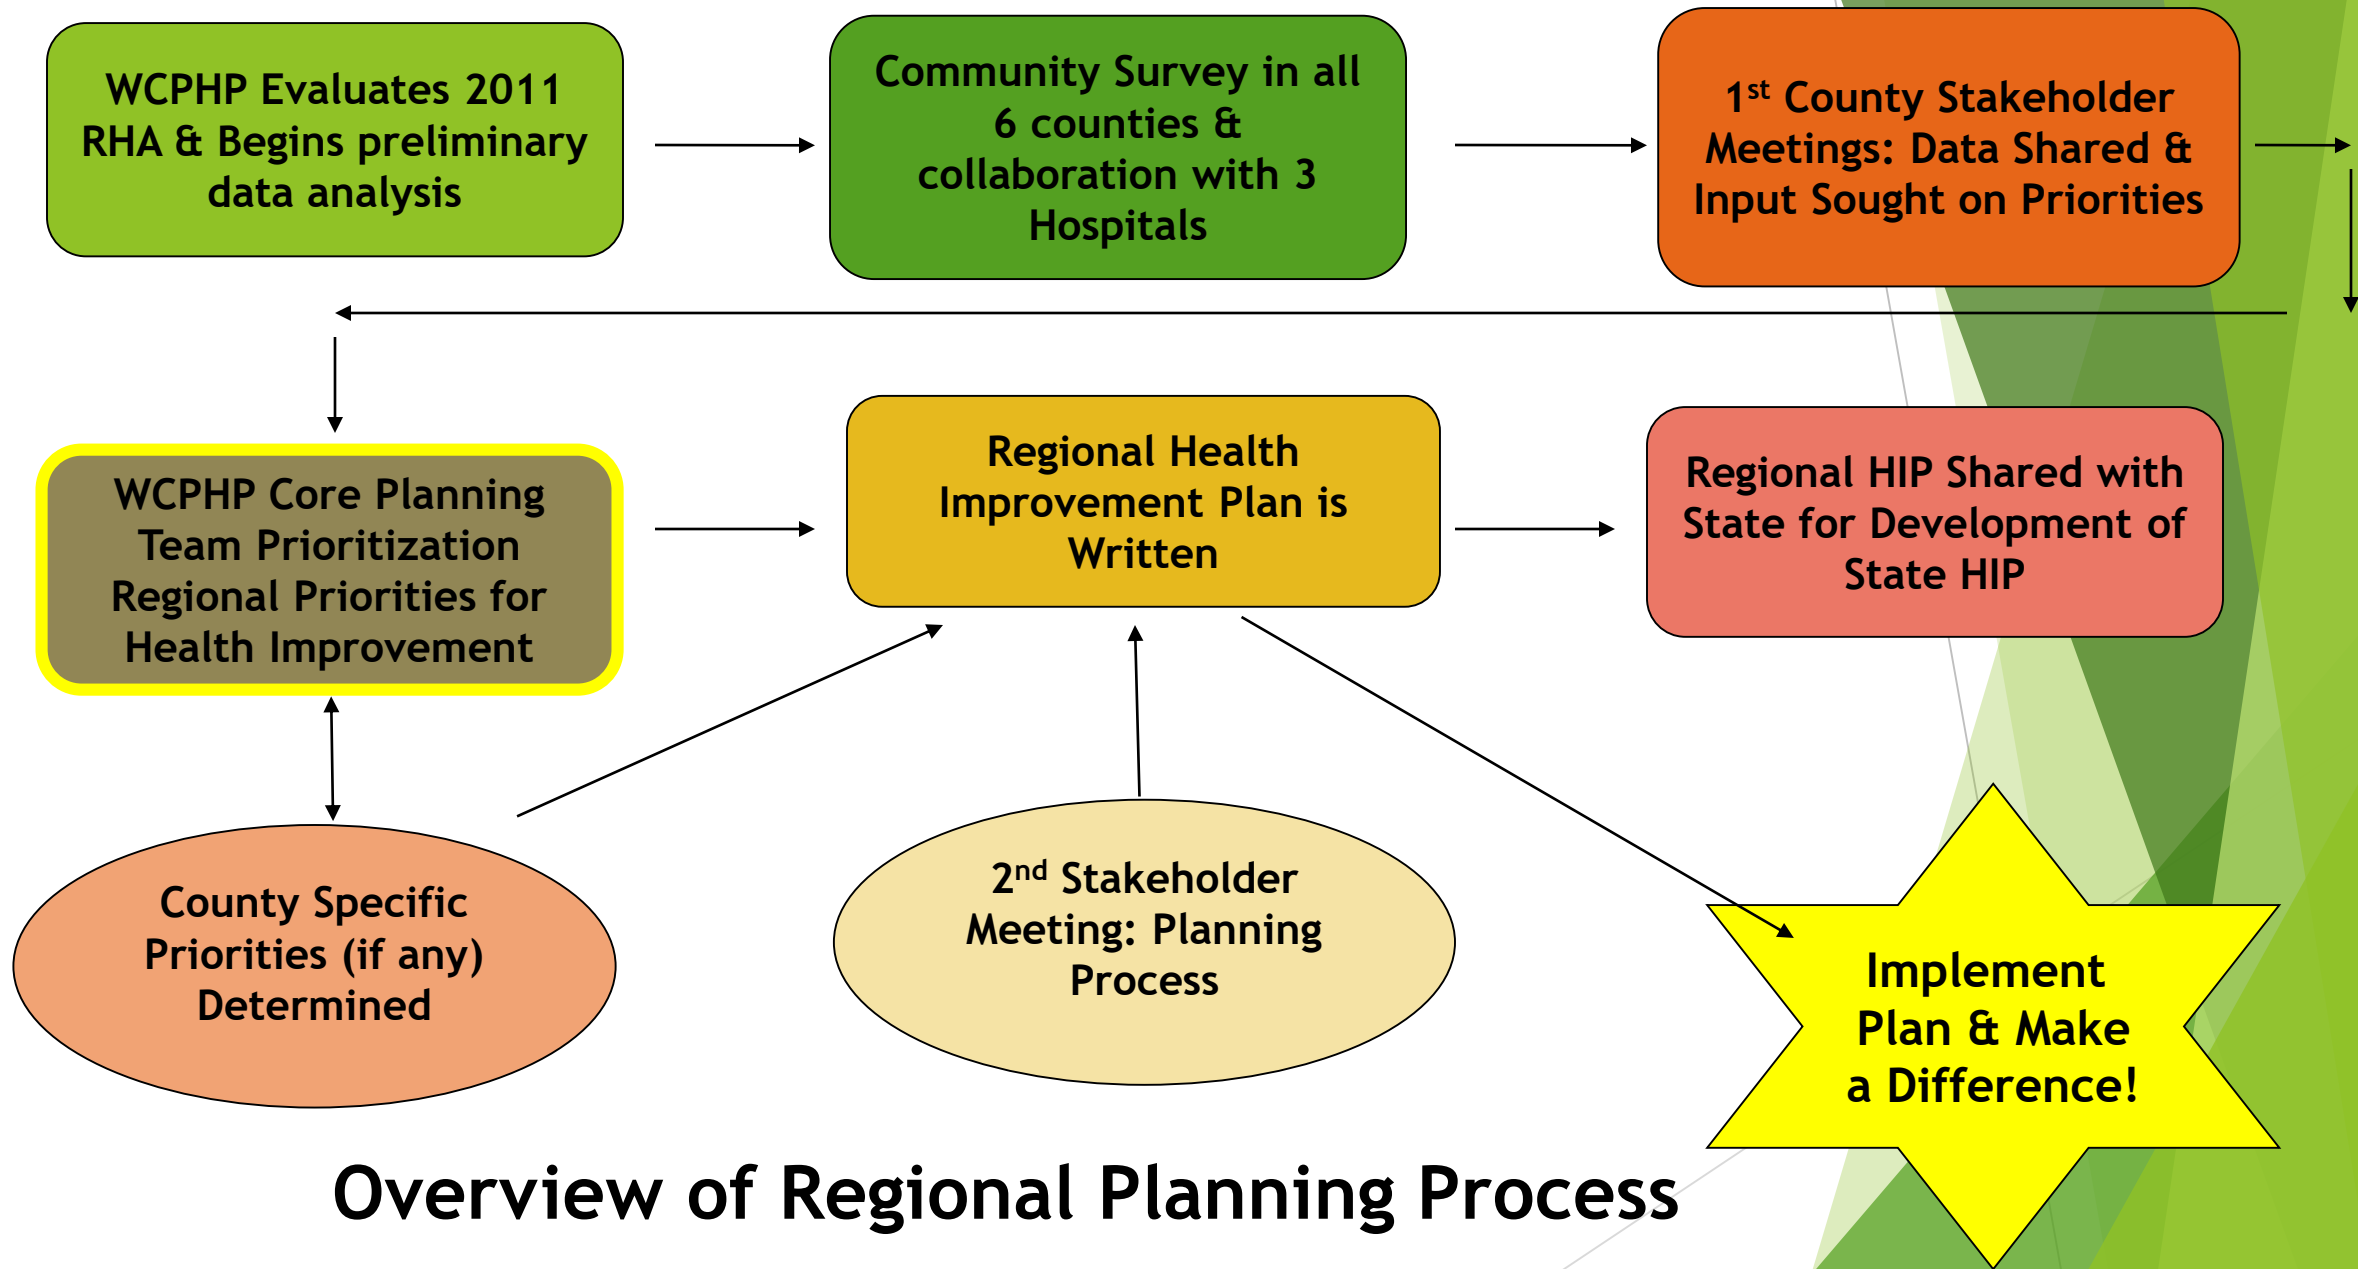 WCPHP Evaluates 2011
RHA & Begins preliminary
data analysis
Community Survey in all
6 counties &
collaboration with 3
Hospitals
1st County Stakeholder
Meetings: Data Shared &
Input Sought on Priorities
WCPHP Core Planning
Team Prioritization
Regional Priorities for
Health Improvement
Regional Health
Improvement Plan is
Written
Regional HIP Shared with
State for Development of
State HIP
County Specific
Priorities (if any)
Determined
2nd Stakeholder
Meeting: Planning
Process
Implement
Plan & Make
a Difference!
Overview of Regional Planning Process